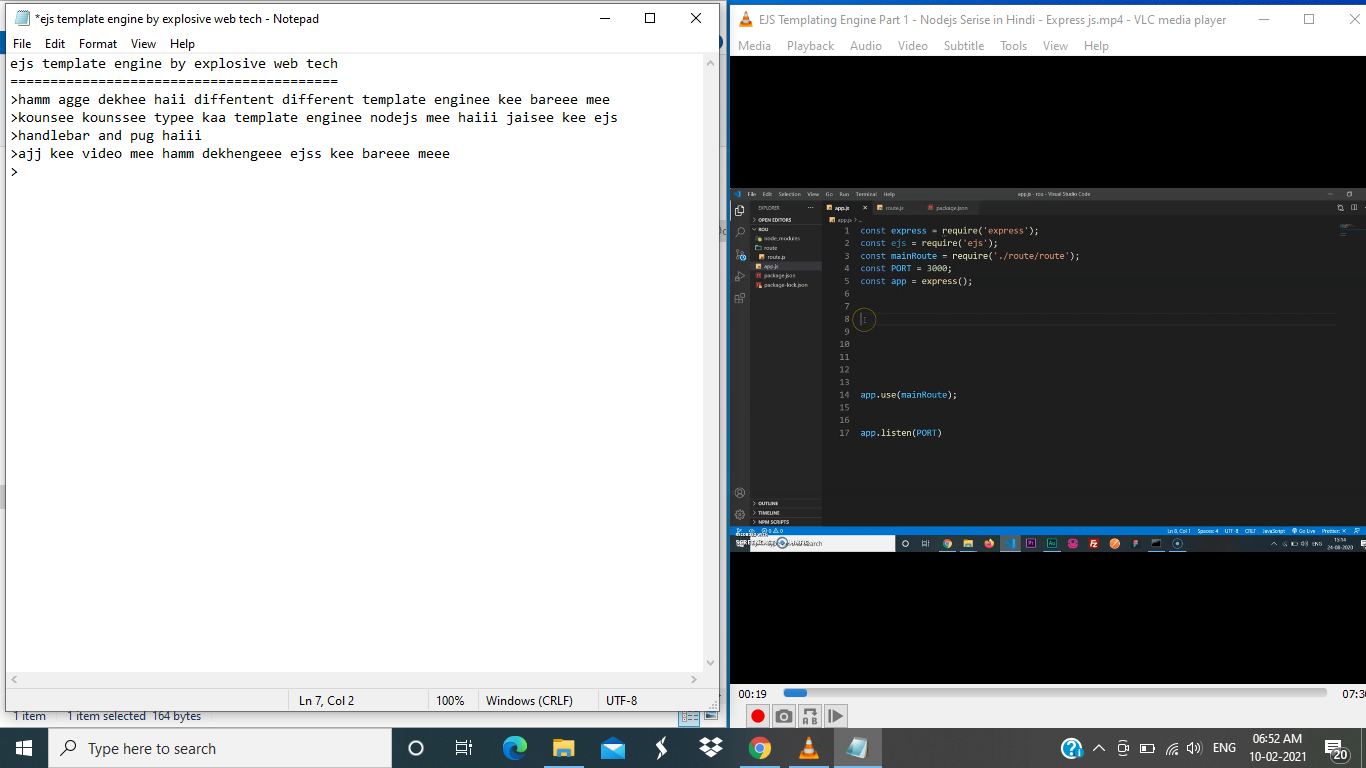 *ejs template engine by explosive web tech - Notepad
File Edit Format View Help
ejs template engine by explosive web tech
========================================
>hamm agge dekhee haii diffentent different template enginee kee bareee mee
>kounsee kounssee typee kaa template enginee nodejs mee haiii jaisee kee ejs
>handlebar and pug haiii
>ajj kee video mee hamm dekhengeee ejss kee bareee meee
>
Ln 7, Col 2 100% Windows (CRLF) UTF-8
1 item 1 item selected 164 bytes
EJS Templating Engine Part 1 - Nodejs Serise in Hindi - Express js.mp4 - VLC media player
Media Playback Audio Video Subtitle Tools View Help
File Edit Selection View Go Run Terminal Help app.js - rou - Visual Studio Code
EXPLORER
OPEN EDITORS
ROU
node_modules
route
route.js
app.js
package.json
package-lock.json
OUTLINE
TIMELINE
NPM SCRIPTS
app.js route.js package.json
app.js > ...
1 const express = require('express');
2 const ejs = require('ejs');
3 const mainRoute = require('./route/route');
4 const PORT = 3000;
5 const app = express();
6
7
8
9
10
11
12
13
14 app.use(mainRoute);
15
16
17 app.listen(PORT)
Ln 8, Col 1 Spaces: 4 UTF-8 CRLF JavaScript Go Live Prettier: ×
ENG 15:14
24-08-2020
00:19
Type here to search
ENG 06:52 AM
10-02-2021
20